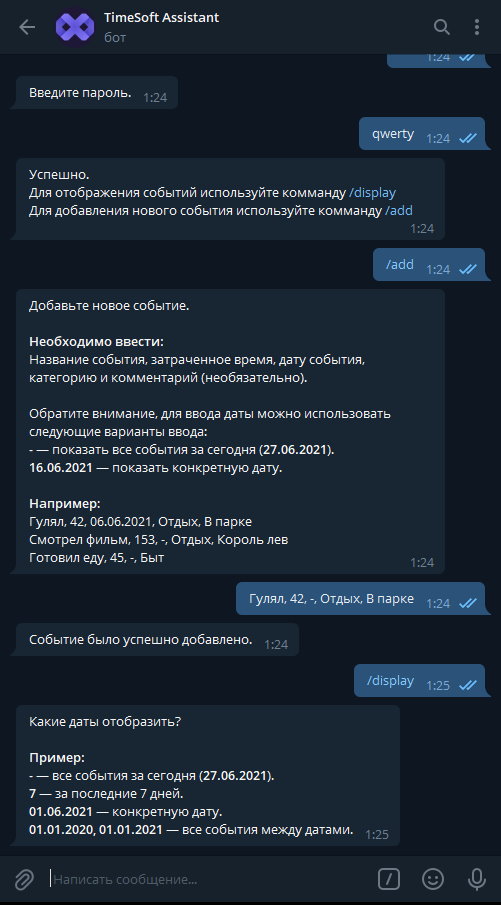 TimeSoft Assistant
бот
1:24
Введите пароль. 1:24
qwerty 1:24
Успешно.
Для отображения событий используйте комманду /display
Для добавления нового события используйте комманду /add
1:24
/add 1:24
Добавьте новое событие.
Необходимо ввести:
Название события, затраченное время, дату события,
категорию и комментарий (необязательно).
Обратите внимание, для ввода даты можно использовать
следующие варианты ввода:
- — показать все события за сегодня (27.06.2021).
16.06.2021 — показать конкретную дату.
Например:
Гулял, 42, 06.06.2021, Отдых, В парке
Смотрел фильм, 153, -, Отдых, Король лев
Готовил еду, 45, -, Быт
1:24
Гулял, 42, -, Отдых, В парке 1:24
Событие было успешно добавлено. 1:24
/display 1:25
Какие даты отобразить?
Пример:
- — все события за сегодня (27.06.2021).
7 — за последние 7 дней.
01.06.2021 — конкретную дату.
01.01.2020, 01.01.2021 — все события между датами. 1:25
Написать сообщение...